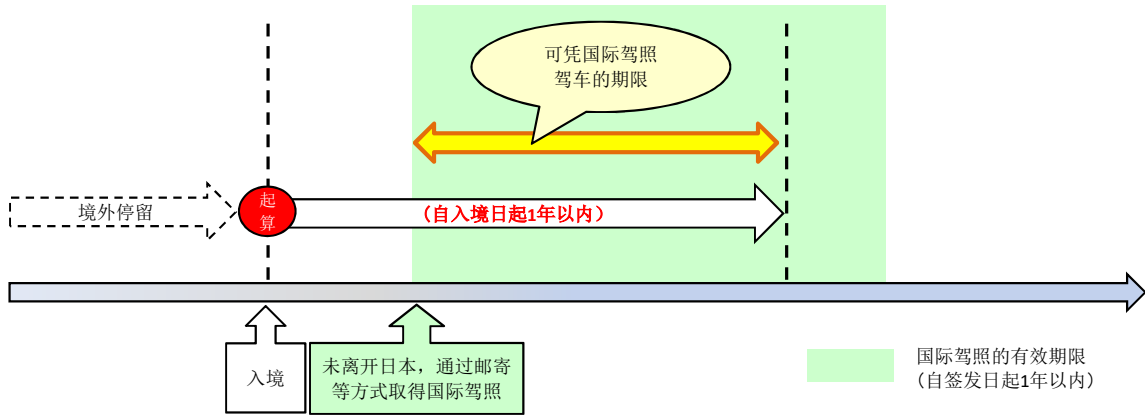 可凭国际驾照
驾车的期限
起
算
境外停留
(自入境日起1年以内)
入境
未离开日本，通过邮寄
等方式取得国际驾照
国际驾照的有效期限
(自签发日起1年以内)